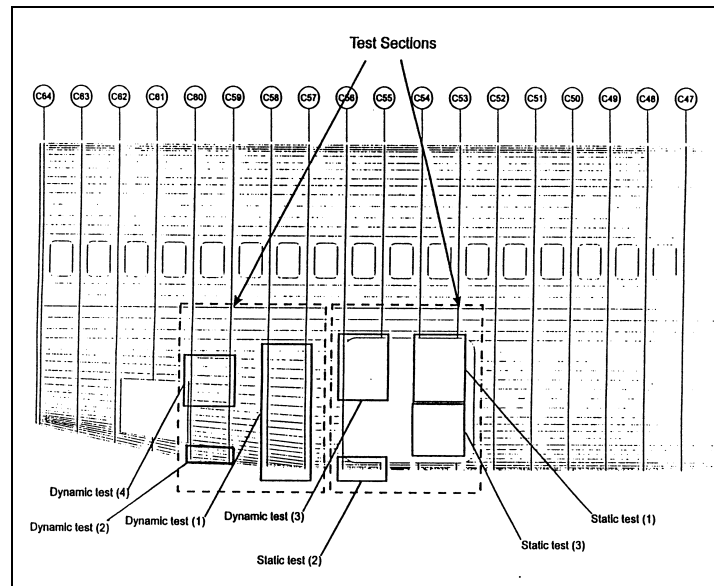 Test Sections
C64 C63 C62 C61 C60 C59 C58 C57 C56 C55 C54 C53 C52 C51 C50 C49 C48 C47
Dynamic test (4)
Dynamic test (2)
Dynamic test (1)
Dynamic test (3)
Static test (2)
Static test (1)
Static test (3)